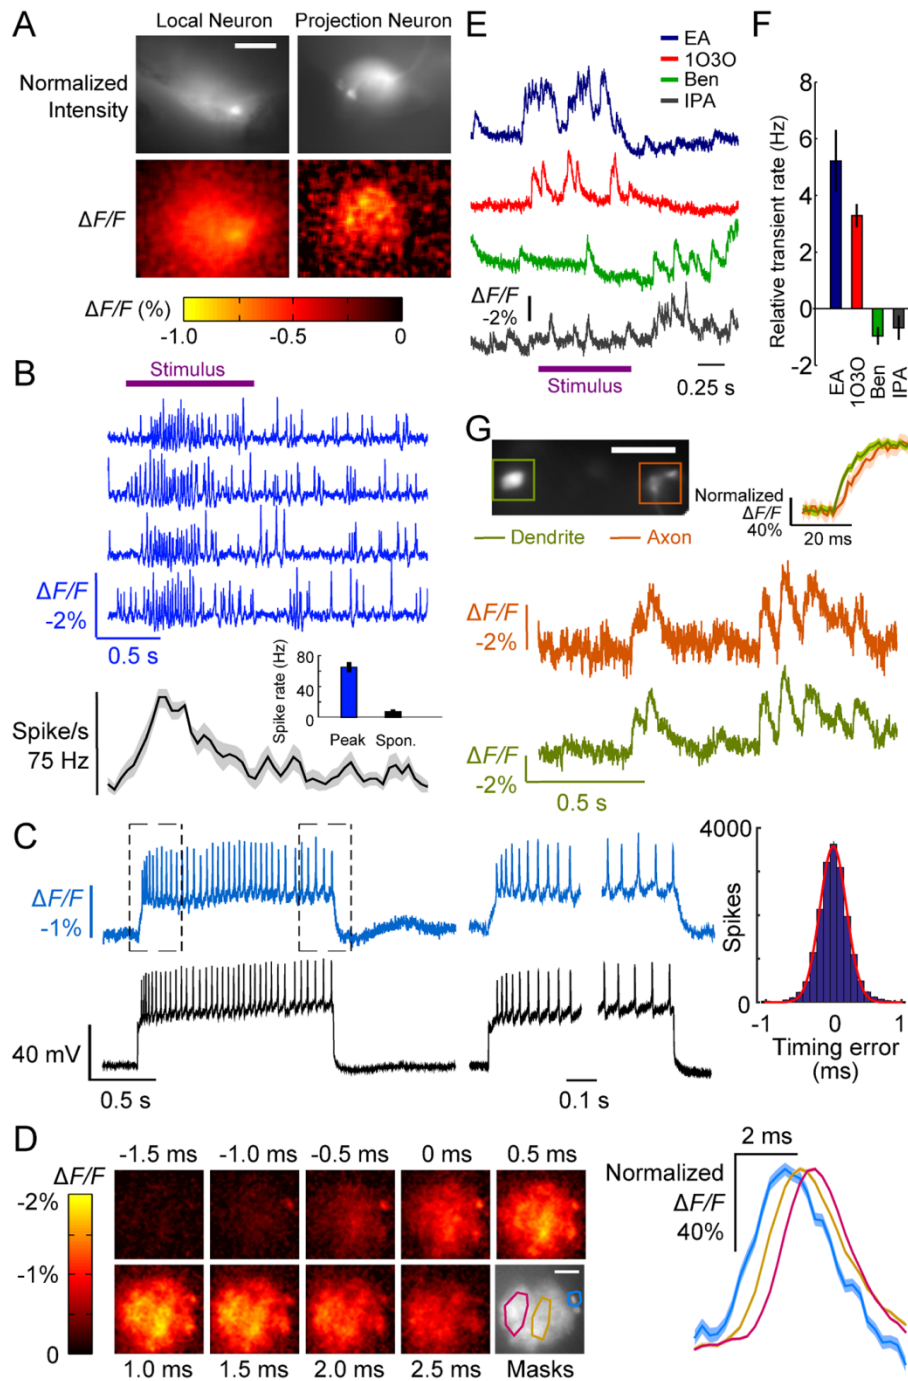 A
Local Neuron
Projection Neuron
Normalized
Intensity
ΔF/F
ΔF/F (%)
-1.0
-0.5
0
B
Stimulus
ΔF/F
-2%
0.5 s
Spike/s
75 Hz
Spike rate (Hz)
80
40
0
Peak
Spon.
C
ΔF/F
-1%
40 mV
0.5 s
0.1 s
4000
Spikes
0
-1
0
1
Timing error
(ms)
D
ΔF/F
-2%
-1%
0
-1.5 ms
-1.0 ms
-0.5 ms
0 ms
0.5 ms
1.0 ms
1.5 ms
2.0 ms
2.5 ms
Masks
2 ms
Normalized
ΔF/F
40%
E
EA
1O3O
Ben
IPA
ΔF/F
-2%
Stimulus
0.25 s
F
Relative transient rate (Hz)
8
6
4
2
0
-2
EA
1O3O
Ben
IPA
G
Normalized
ΔF/F
40%
20 ms
Dendrite
Axon
ΔF/F
-2%
ΔF/F
-2%
0.5 s